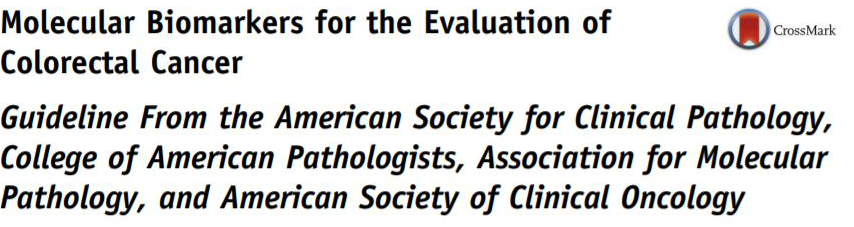 Molecular Biomarkers for the Evaluation of
Colorectal Cancer
CrossMark
Guideline From the American Society for Clinical Pathology,
College of American Pathologists, Association for Molecular
Pathology, and American Society of Clinical Oncology